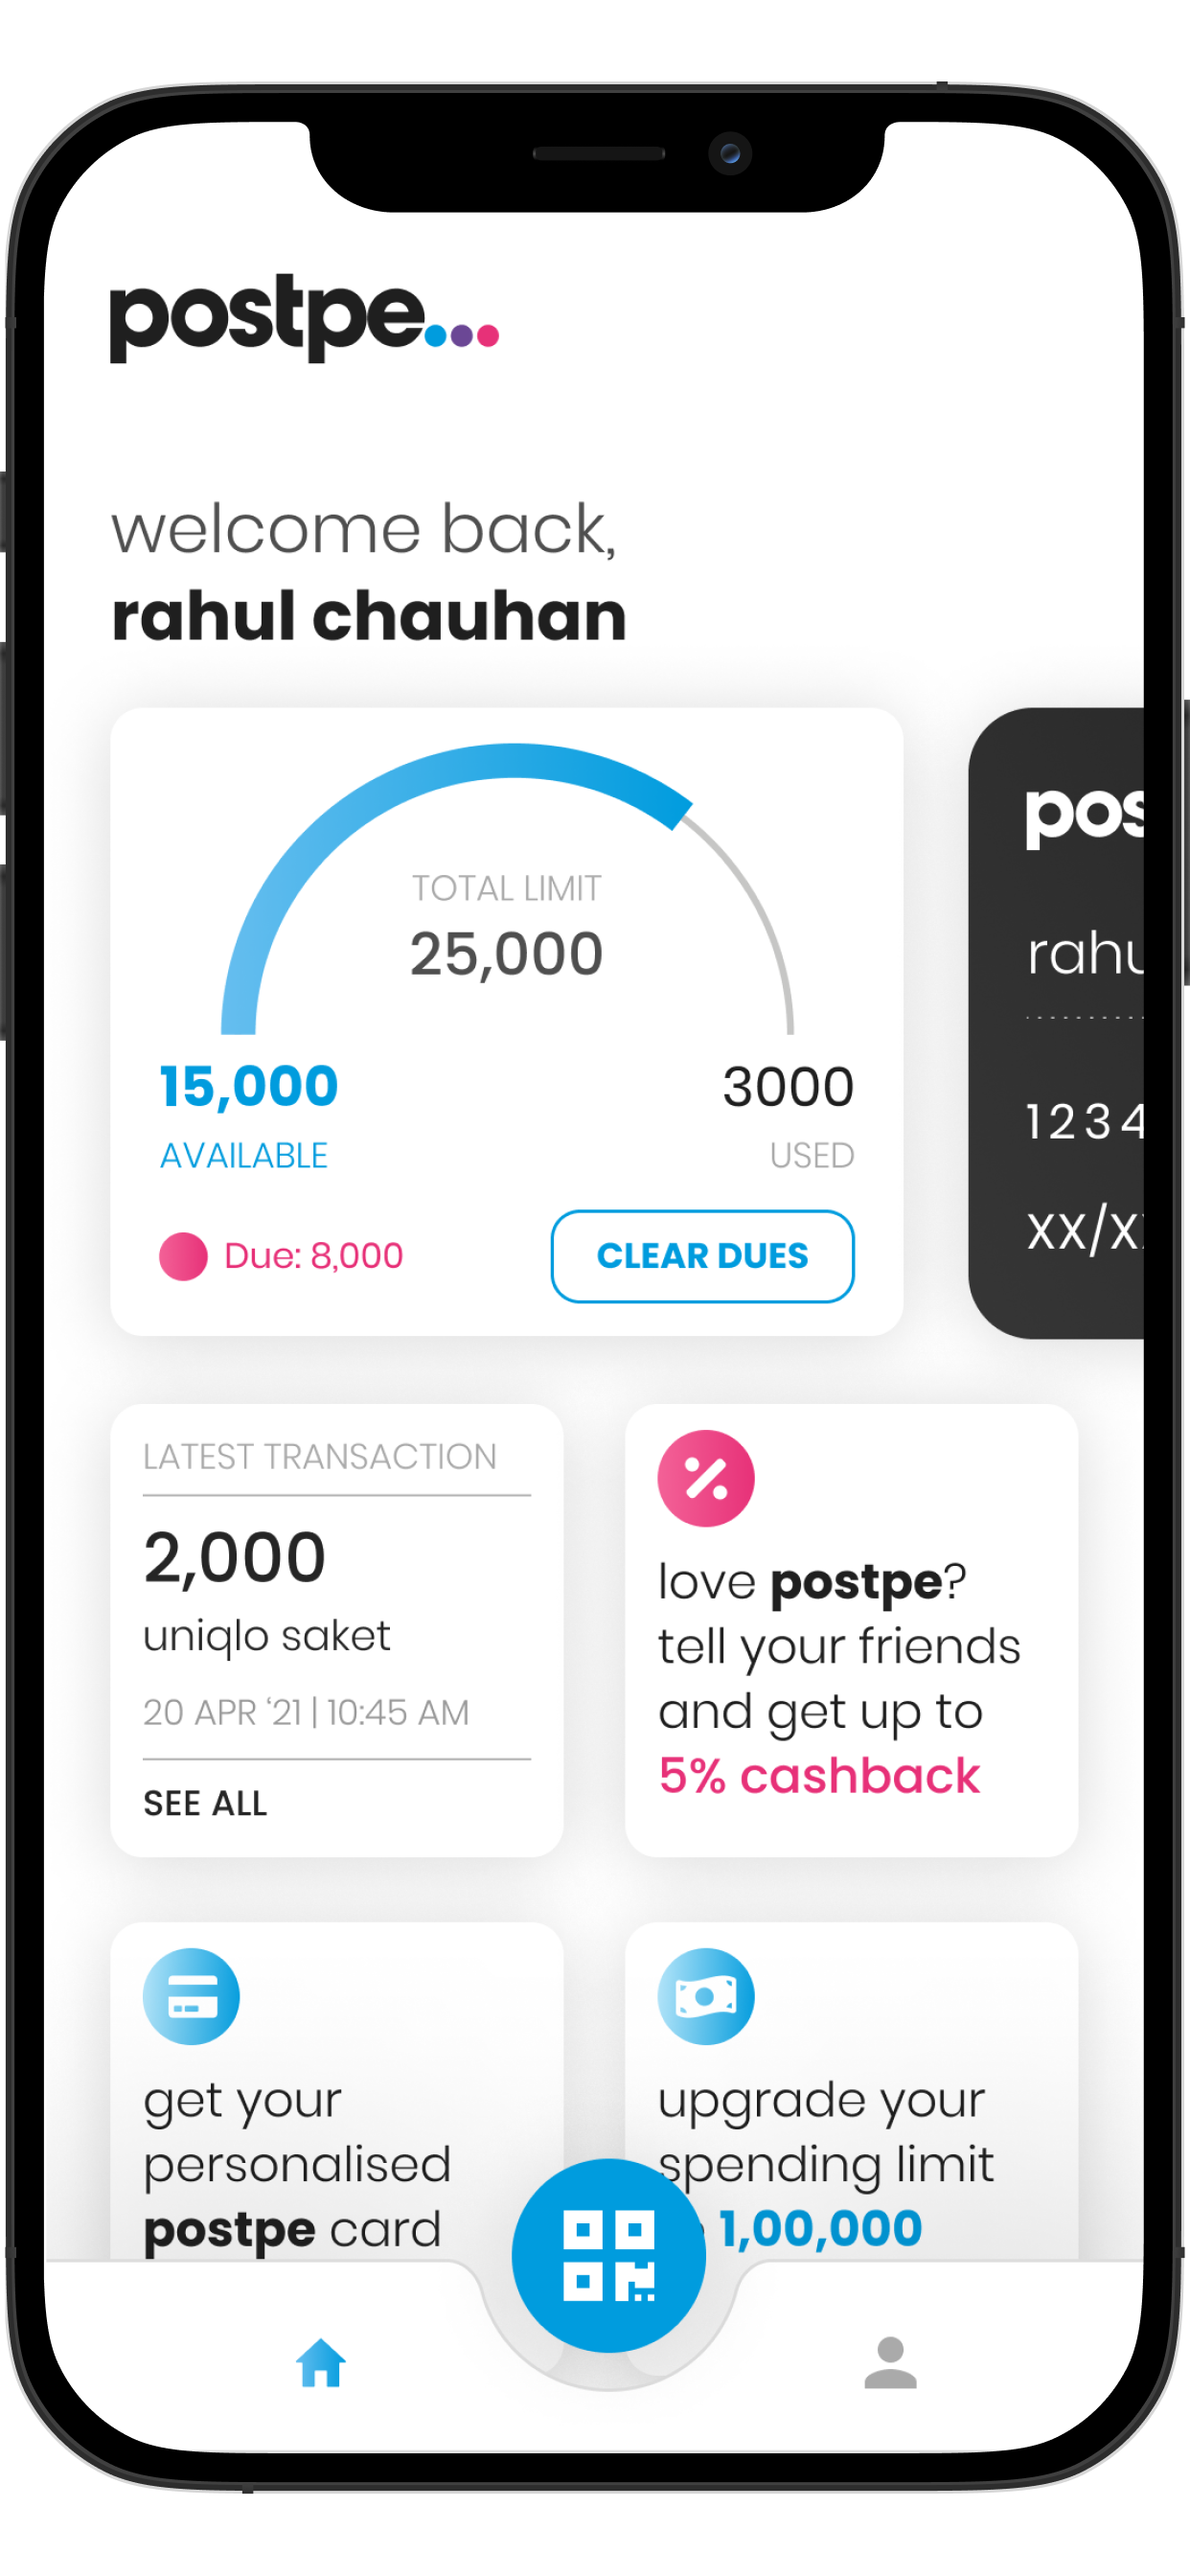 postpe...
welcome back,
rahul chauhan
TOTAL LIMIT
25,000
15,000
AVAILABLE
3000
USED
Due: 8,000
CLEAR DUES
pos
rahu
1234
XX/X
LATEST TRANSACTION
2,000
uniqlo saket
20 APR ‘21 | 10:45 AM
SEE ALL
love postpe?
tell your friends
and get up to
5% cashback
get your
personalised
postpe card
upgrade your
spending limit
1,00,000